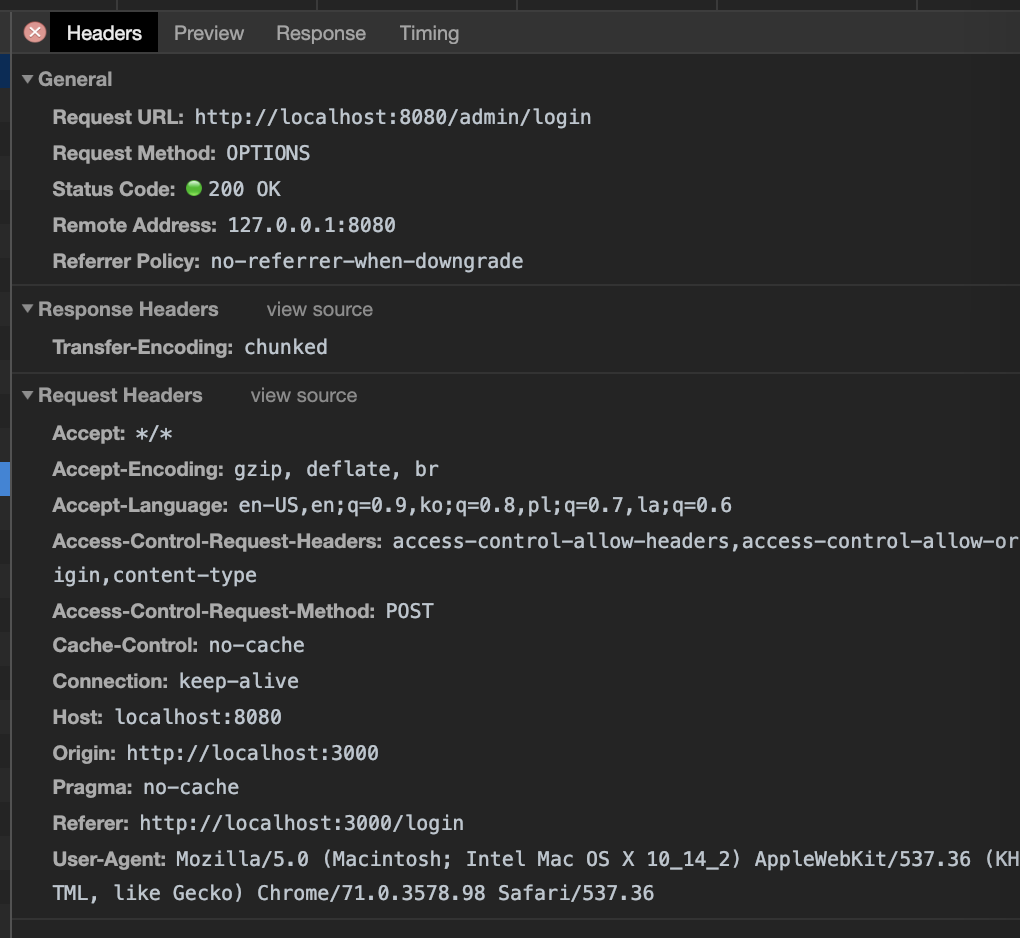 Headers Preview Response Timing
General
Request URL: http://localhost:8080/admin/login
Request Method: OPTIONS
Status Code: 200 OK
Remote Address: 127.0.0.1:8080
Referrer Policy: no-referrer-when-downgrade
Response Headers view source
Transfer-Encoding: chunked
Request Headers view source
Accept: */*
Accept-Encoding: gzip, deflate, br
Accept-Language: en-US,en;q=0.9,ko;q=0.8,pl;q=0.7,la;q=0.6
Access-Control-Request-Headers: access-control-allow-headers,access-control-allow-or
igin,content-type
Access-Control-Request-Method: POST
Cache-Control: no-cache
Connection: keep-alive
Host: localhost:8080
Origin: http://localhost:3000
Pragma: no-cache
Referer: http://localhost:3000/login
User-Agent: Mozilla/5.0 (Macintosh; Intel Mac OS X 10_14_2) AppleWebKit/537.36 (KH
TML, like Gecko) Chrome/71.0.3578.98 Safari/537.36